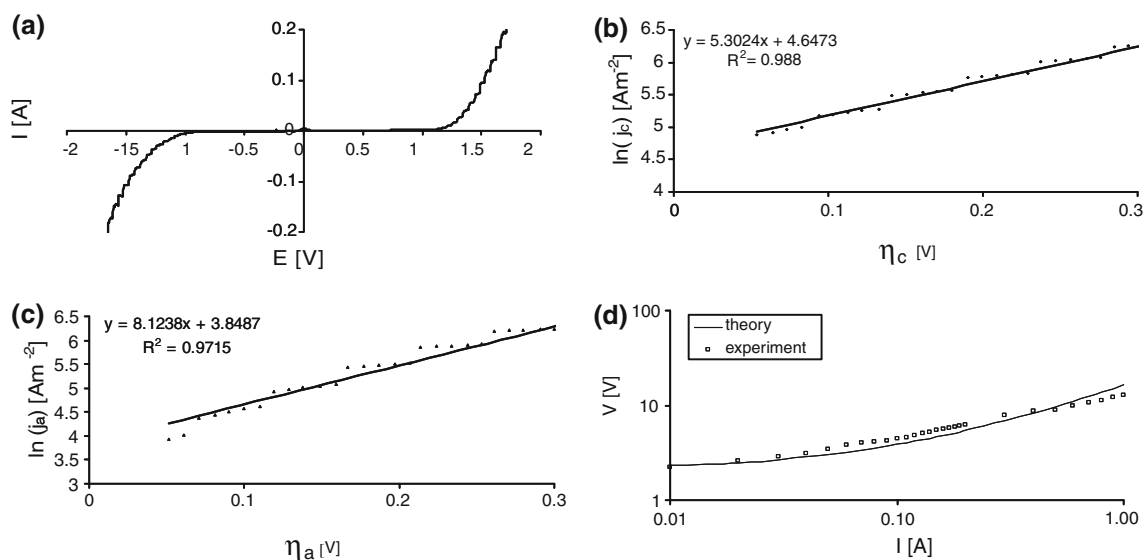 (a)
0.2
0.1
0
-0.1
-0.2
-2
-15
-1
-0.5
0
0.5
1
1.5
2
I [A]
E [V]
(b)
y = 5.3024x + 4.6473
R² = 0.988
6.5
6
5.5
5
4.5
4
0
0.1
0.2
0.3
ln( jc) [Am⁻²]
ηc [V]
(c)
y = 8.1238x + 3.8487
R² = 0.9715
6.5
6
5.5
5
4.5
4
3.5
3
0
0.1
0.2
0.3
ln (ja) [Am⁻²]
ηa [V]
(d)
theory
experiment
100
10
1
0.01
0.10
1.00
V [V]
I [A]